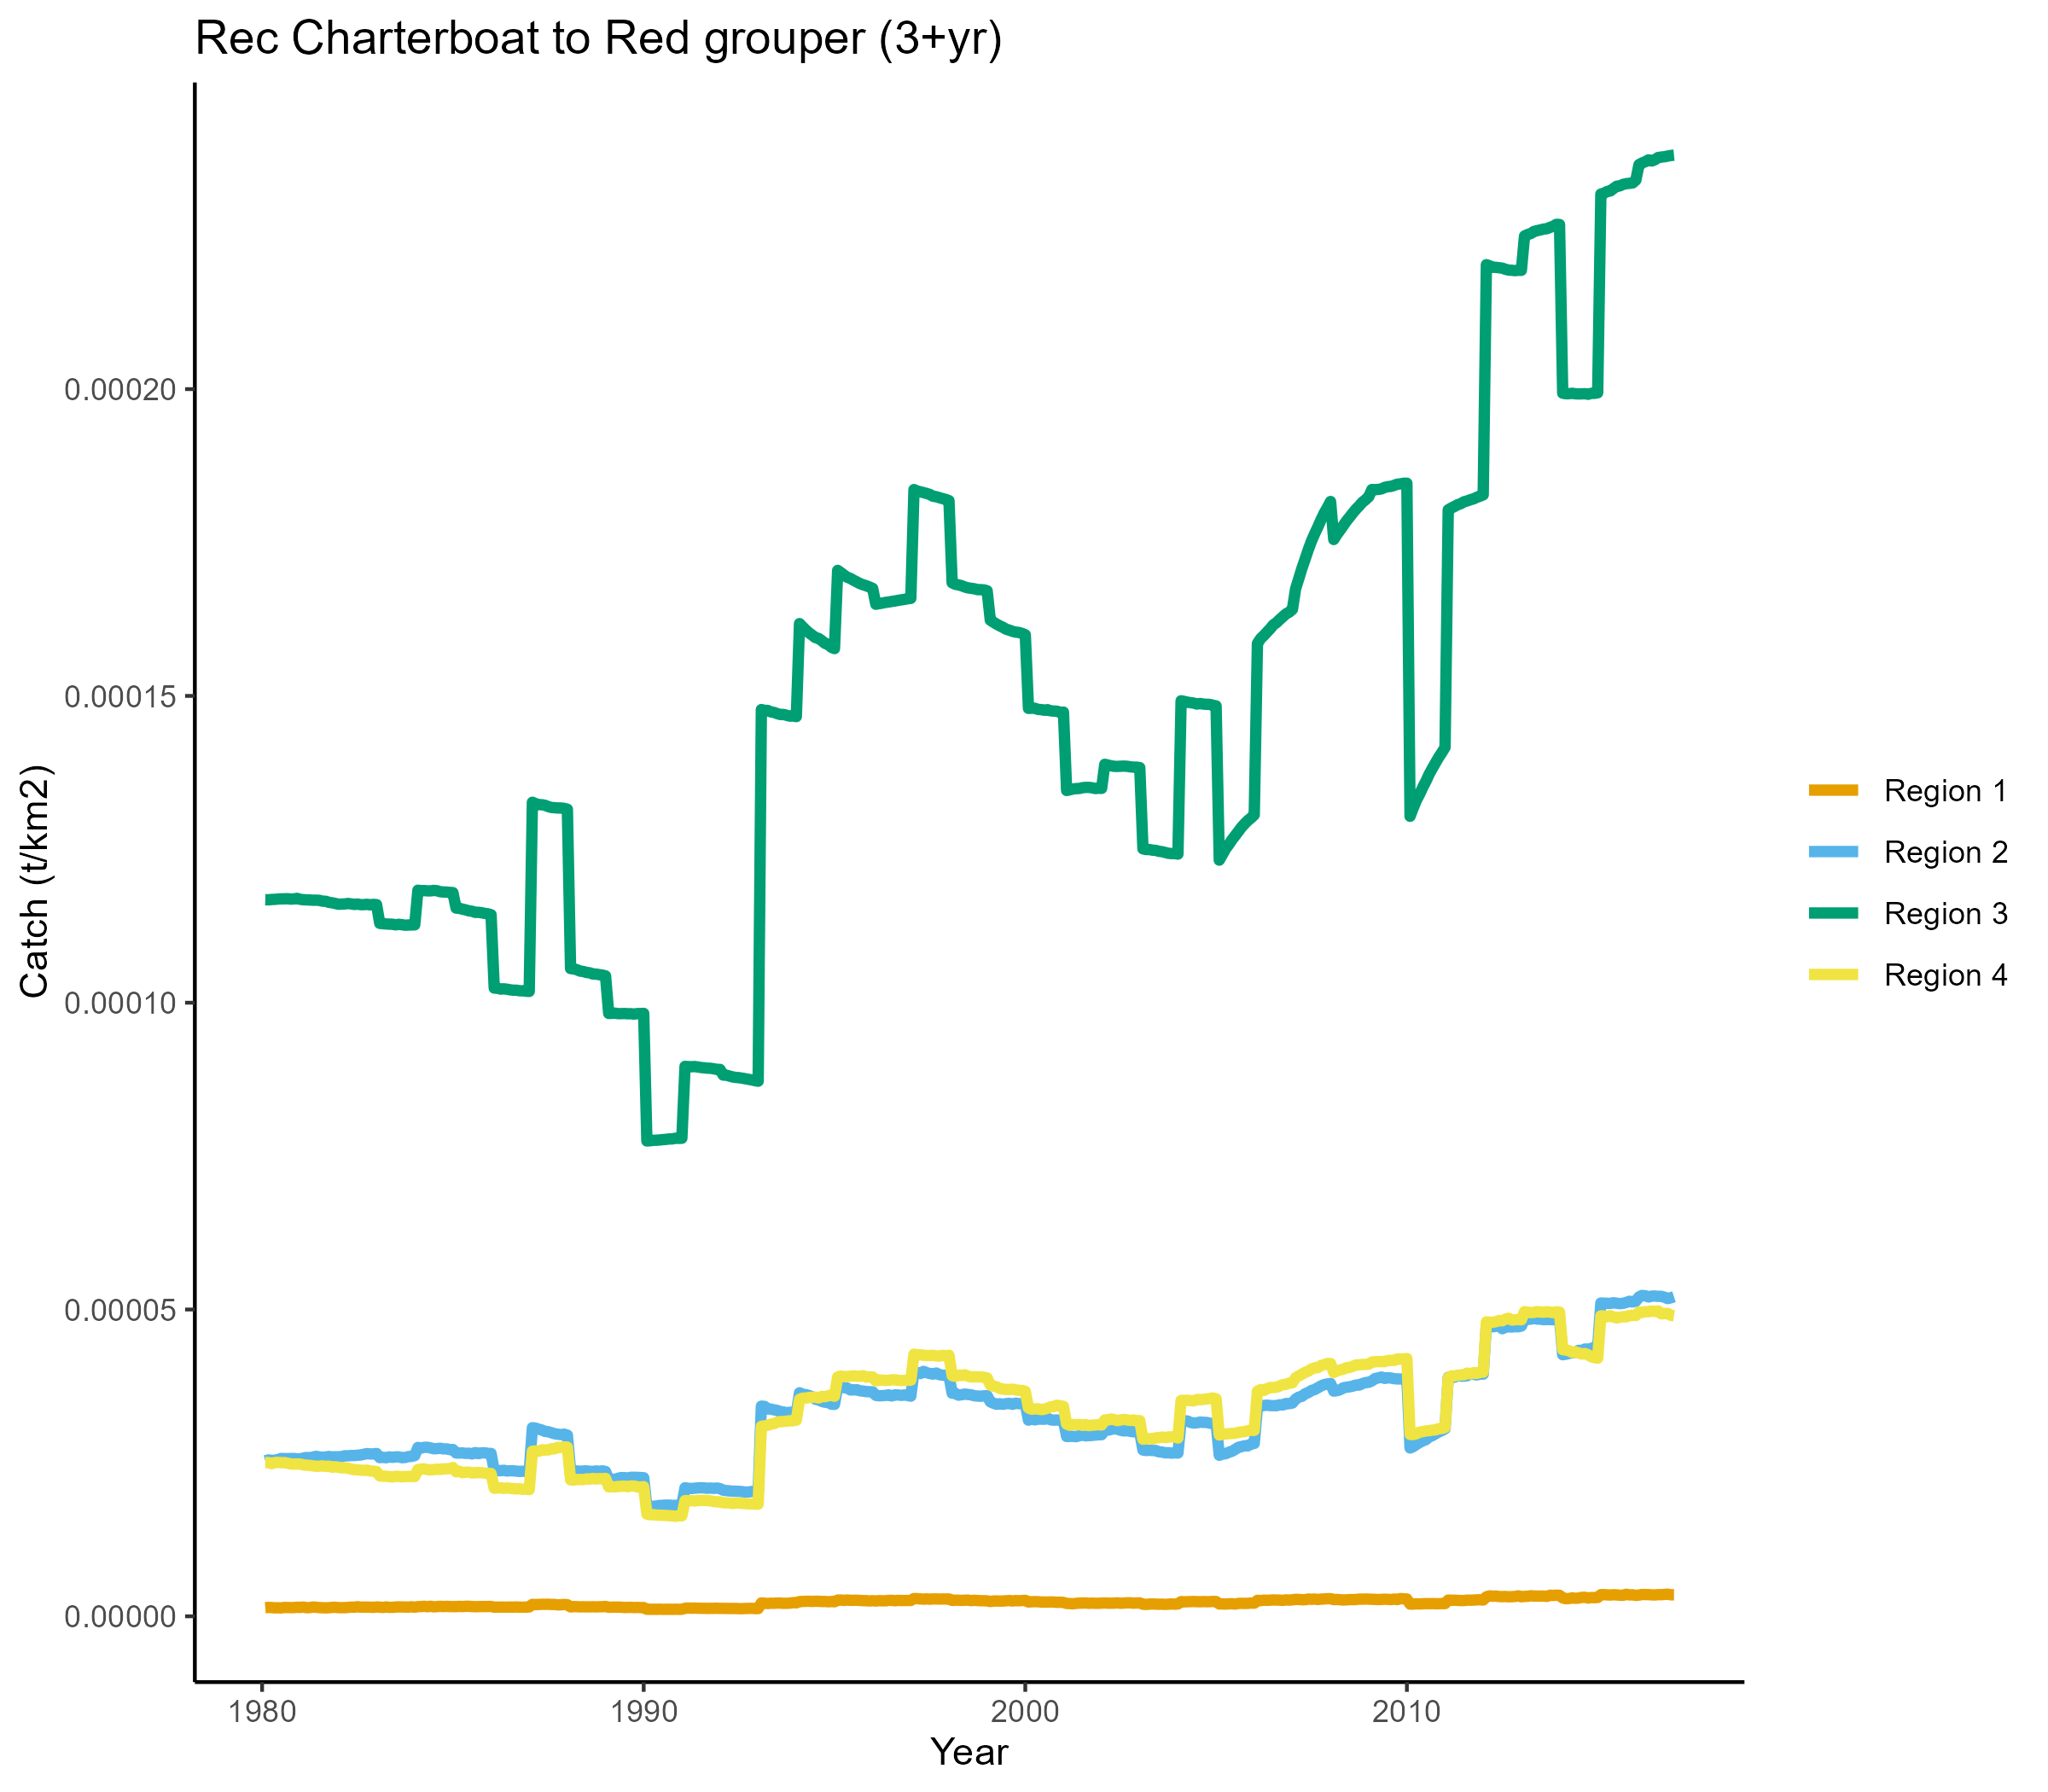 Rec Charterboat to Red grouper (3+yr)
Catch (t/km2)
0.00020
0.00015
0.00010
0.00005
0.00000
1980
1990
2000
2010
Year
Region 1
Region 2
Region 3
Region 4